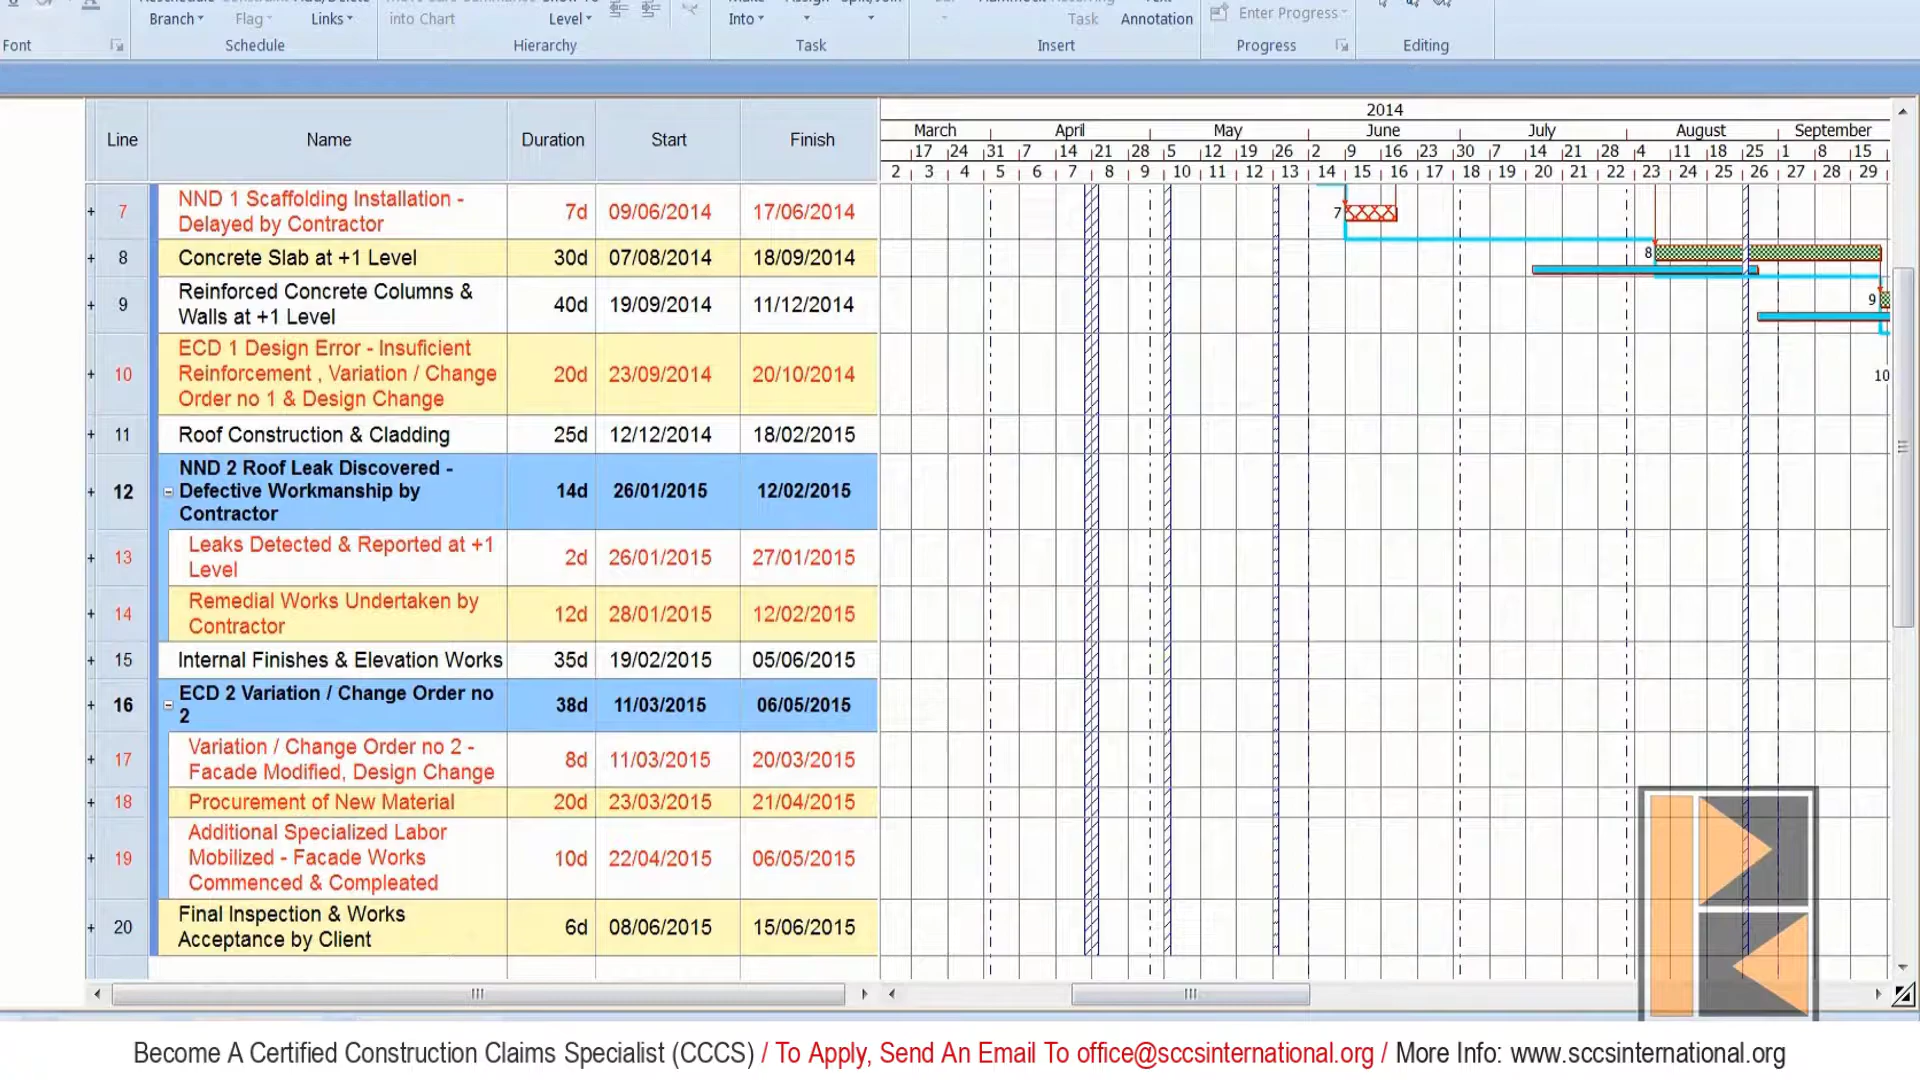 Branch Flag Links into Chart Level Into Task Annotation Enter Progress
Font Schedule Hierarchy Task Insert Progress Editing
Line Name Duration Start Finish
2014
March April May June July August September
17 24 31 7 14 21 28 5 12 19 26 2 9 16 23 30 7 14 21 28 4 11 18 25 1 8 15
2 3 4 5 6 7 8 9 10 11 12 13 14 15 16 17 18 19 20 21 22 23 24 25 26 27 28 29
7 NND 1 Scaffolding Installation - 7d 09/06/2014 17/06/2014 7
Delayed by Contractor
8 Concrete Slab at +1 Level 30d 07/08/2014 18/09/2014 8
9 Reinforced Concrete Columns & 40d 19/09/2014 11/12/2014 9
Walls at +1 Level
ECD 1 Design Error - Insuficient
10 Reinforcement , Variation / Change 20d 23/09/2014 20/10/2014 10
Order no 1 & Design Change
11 Roof Construction & Cladding 25d 12/12/2014 18/02/2015
NND 2 Roof Leak Discovered -
12 Defective Workmanship by 14d 26/01/2015 12/02/2015
Contractor
13 Leaks Detected & Reported at +1 2d 26/01/2015 27/01/2015
Level
14 Remedial Works Undertaken by 12d 28/01/2015 12/02/2015
Contractor
15 Internal Finishes & Elevation Works 35d 19/02/2015 05/06/2015
16 ECD 2 Variation / Change Order no 38d 11/03/2015 06/05/2015
2
17 Variation / Change Order no 2 - 8d 11/03/2015 20/03/2015
Facade Modified, Design Change
18 Procurement of New Material 20d 23/03/2015 21/04/2015
Additional Specialized Labor
19 Mobilized - Facade Works 10d 22/04/2015 06/05/2015
Commenced & Compleated
20 Final Inspection & Works 6d 08/06/2015 15/06/2015
Acceptance by Client
Become A Certified Construction Claims Specialist (CCCS) / To Apply, Send An Email To office@sccsinternational.org / More Info: www.sccsinternational.org